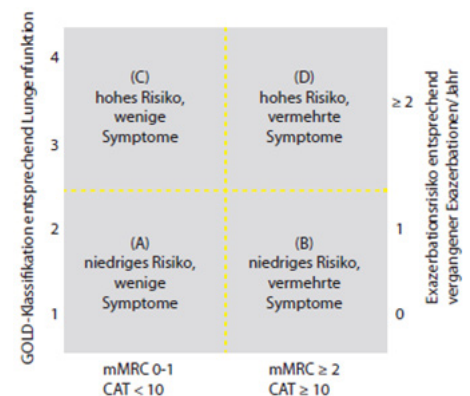 GOLD-Klassifikation entsprechend Lungenfunktion
4
3
2
1
(C)
hohes Risiko,
wenige
Symptome
(D)
hohes Risiko,
vermehrte
Symptome
(A)
niedriges Risiko,
wenige
Symptome
(B)
niedriges Risiko,
vermehrte
Symptome
≥ 2
1
0
Exazerbationsrisiko entsprechend
vergangener Exazerbationen/Jahr
mMRC 0-1
CAT < 10
mMRC ≥ 2
CAT ≥ 10